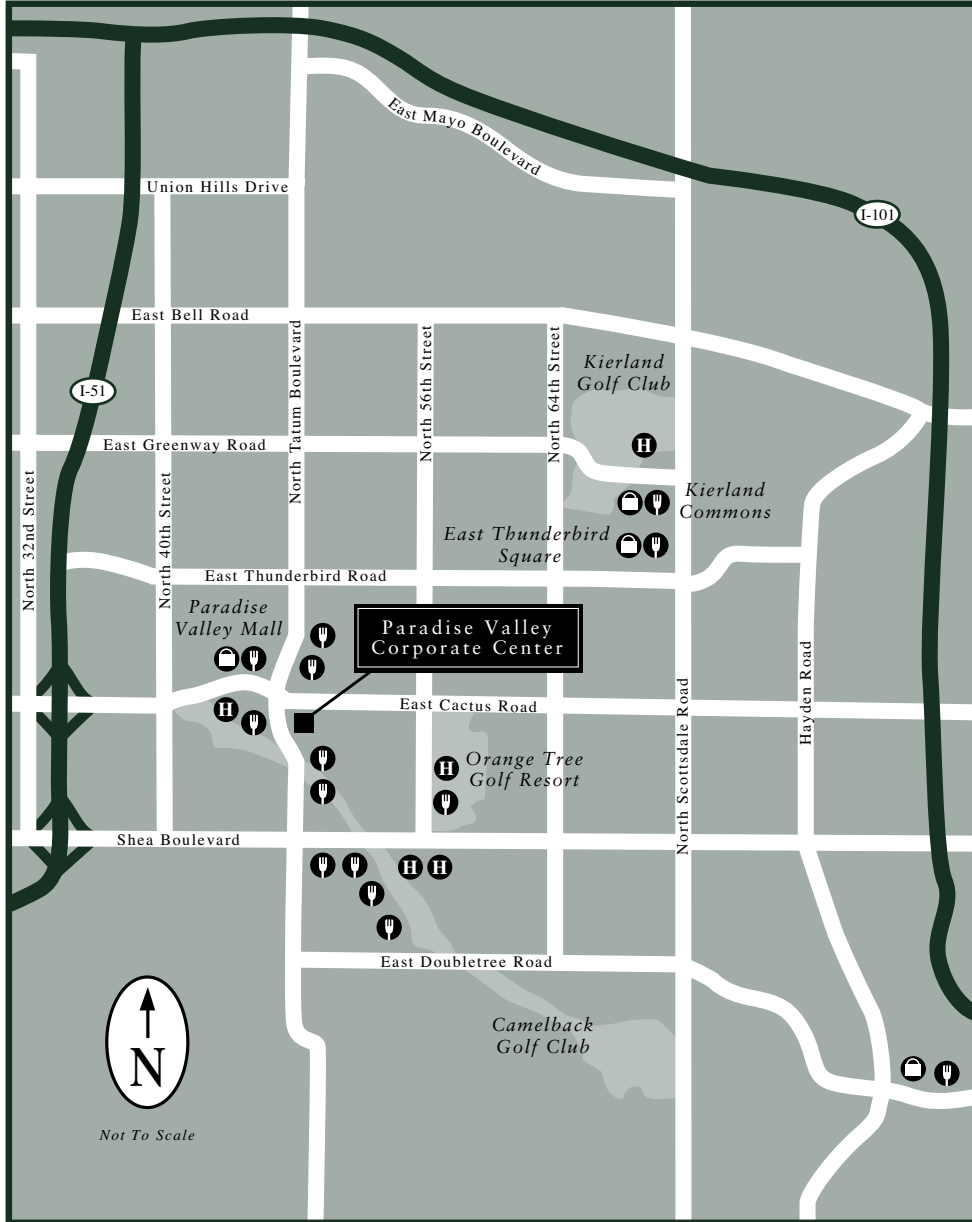 East Mayo Boulevard
Union Hills Drive
I-101
East Bell Road
North Tatum Boulevard
North 56th Street
North 64th Street
Kierland
Golf Club
I-51
East Greenway Road
H
North 32nd Street
North 40th Street
Kierland
Commons
East Thunderbird
Square
East Thunderbird Road
Paradise
Valley Mall
Paradise Valley
Corporate Center
Hayden Road
North Scottsdale Road
H
East Cactus Road
H
Orange Tree
Golf Resort
Shea Boulevard
H
H
East Doubletree Road
Camelback
Golf Club
N
Not To Scale